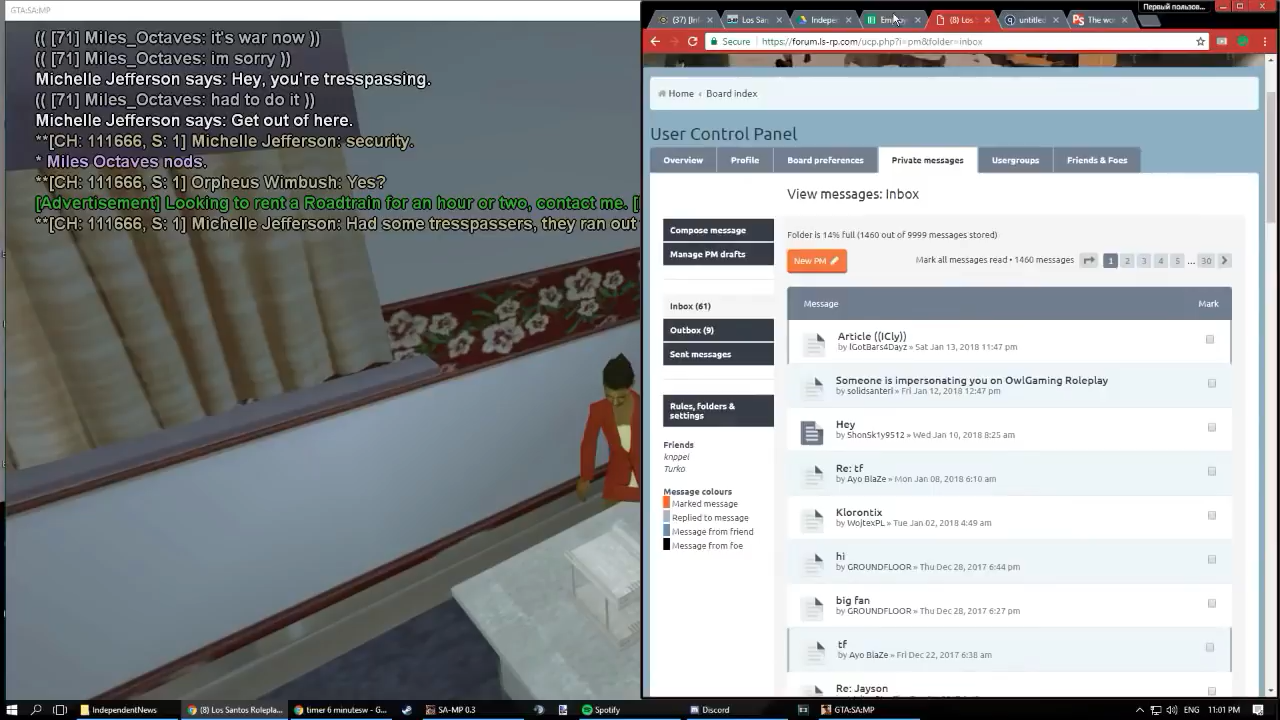 GTA:SA:MP
(( [71] Miles_Octaves: it's war now ))
(( [71] Miles_Octaves: im sorry ))
Michelle Jefferson says: Hey, you're tresspassing.
(( [71] Miles_Octaves: had to do it ))
Michelle Jefferson says: Get out of here.
**[CH: 111666, S: 1] Michelle Jefferson: security.
* Miles Octaves nods.
**[CH: 111666, S: 1] Orpheus Wimbush: Yes?
[Advertisement] Looking to rent a Roadtrain for an hour or two, contact me. [
**[CH: 111666, S: 1] Michelle Jefferson: Had some tresspassers, they ran out
Первый пользов...
(37) [In
Los San
Indepen
Emp
(8) Los
untitled
The wo
Secure
https://forum.ls-rp.com/ucp.php?i=pm&folder=inbox
Home
Board index
User Control Panel
Overview
Profile
Board preferences
Private messages
Usergroups
Friends & Foes
View messages: Inbox
Compose message
Manage PM drafts
Inbox (61)
Outbox (9)
Sent messages
Rules, folders &
settings
Friends
knppel
Turko
Message colours
Marked message
Replied to message
Message from friend
Message from foe
Folder is 14% full (1460 out of 9999 messages stored)
New PM
Mark all messages read • 1460 messages
1 2 3 4 5 ... 30
Message
Mark
Article ((ICly))
by IGotBars4Dayz » Sat Jan 13, 2018 11:47 pm
Someone is impersonating you on OwlGaming Roleplay
by solidsanteri » Fri Jan 12, 2018 12:47 pm
Hey
by ShonSk1y9512 » Wed Jan 10, 2018 8:25 am
Re: tf
by Ayo BlaZe » Mon Jan 08, 2018 6:10 am
Klorontix
by WojtexPL » Tue Jan 02, 2018 4:49 am
hi
by GROUNDFLOOR » Thu Dec 28, 2017 6:44 pm
big fan
by GROUNDFLOOR » Thu Dec 28, 2017 6:27 pm
tf
by Ayo BlaZe » Fri Dec 22, 2017 6:38 am
Re: Jayson
IndependentNews
(8) Los Santos Rolepla...
timer 6 minutesw - G...
SA-MP 0.3
Spotify
Discord
GTA:SA:MP
ENG
11:01 PM